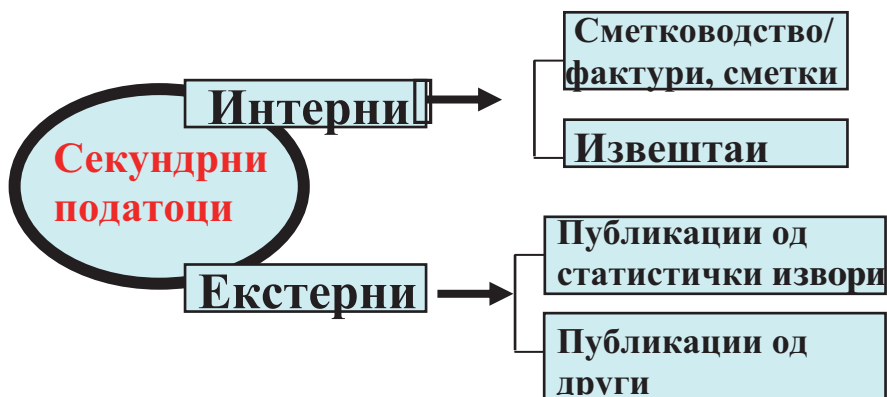 Сметководство/
фактури, сметки
Интерни
Извештаи
Секундрни
податоци
Публикации од
статистички извори
Екстерни
Публикации од
други